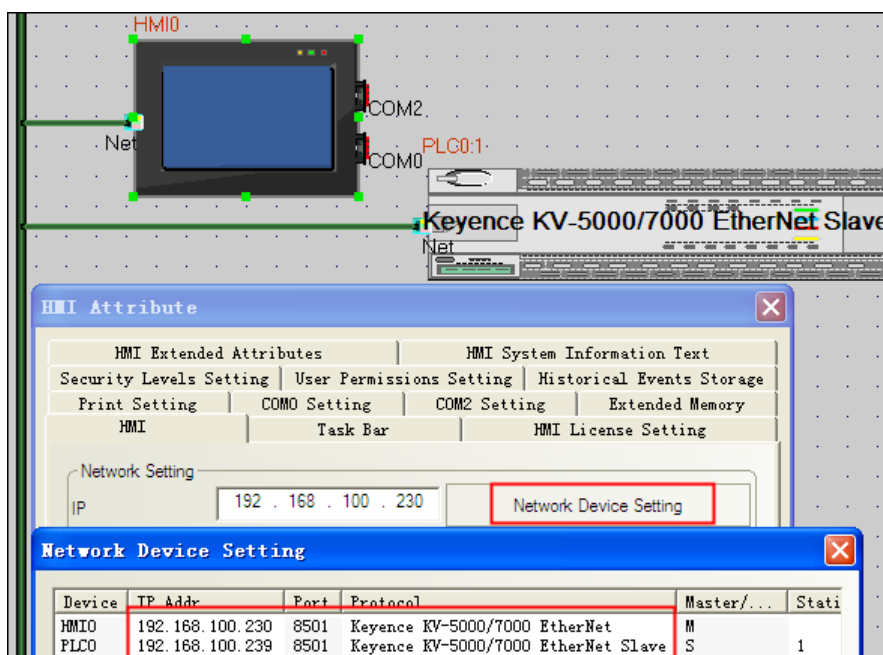 HMI0
COM2
Net
COM0
PLC0:1
Keyence KV-5000/7000 EtherNet Slave
Net
HMI Attribute
HMI Extended Attributes HMI System Information Text
Security Levels Setting User Permissions Setting Historical Events Storage
Print Setting COM0 Setting COM2 Setting Extended Memory
HMI Task Bar HMI License Setting
Network Setting
IP 192 . 168 . 100 . 230 Network Device Setting
Network Device Setting
Device IP Addr Port Protocol Master/... Stati
HMI0 192.168.100.230 8501 Keyence KV-5000/7000 EtherNet M
PLC0 192.168.100.239 8501 Keyence KV-5000/7000 EtherNet Slave S 1